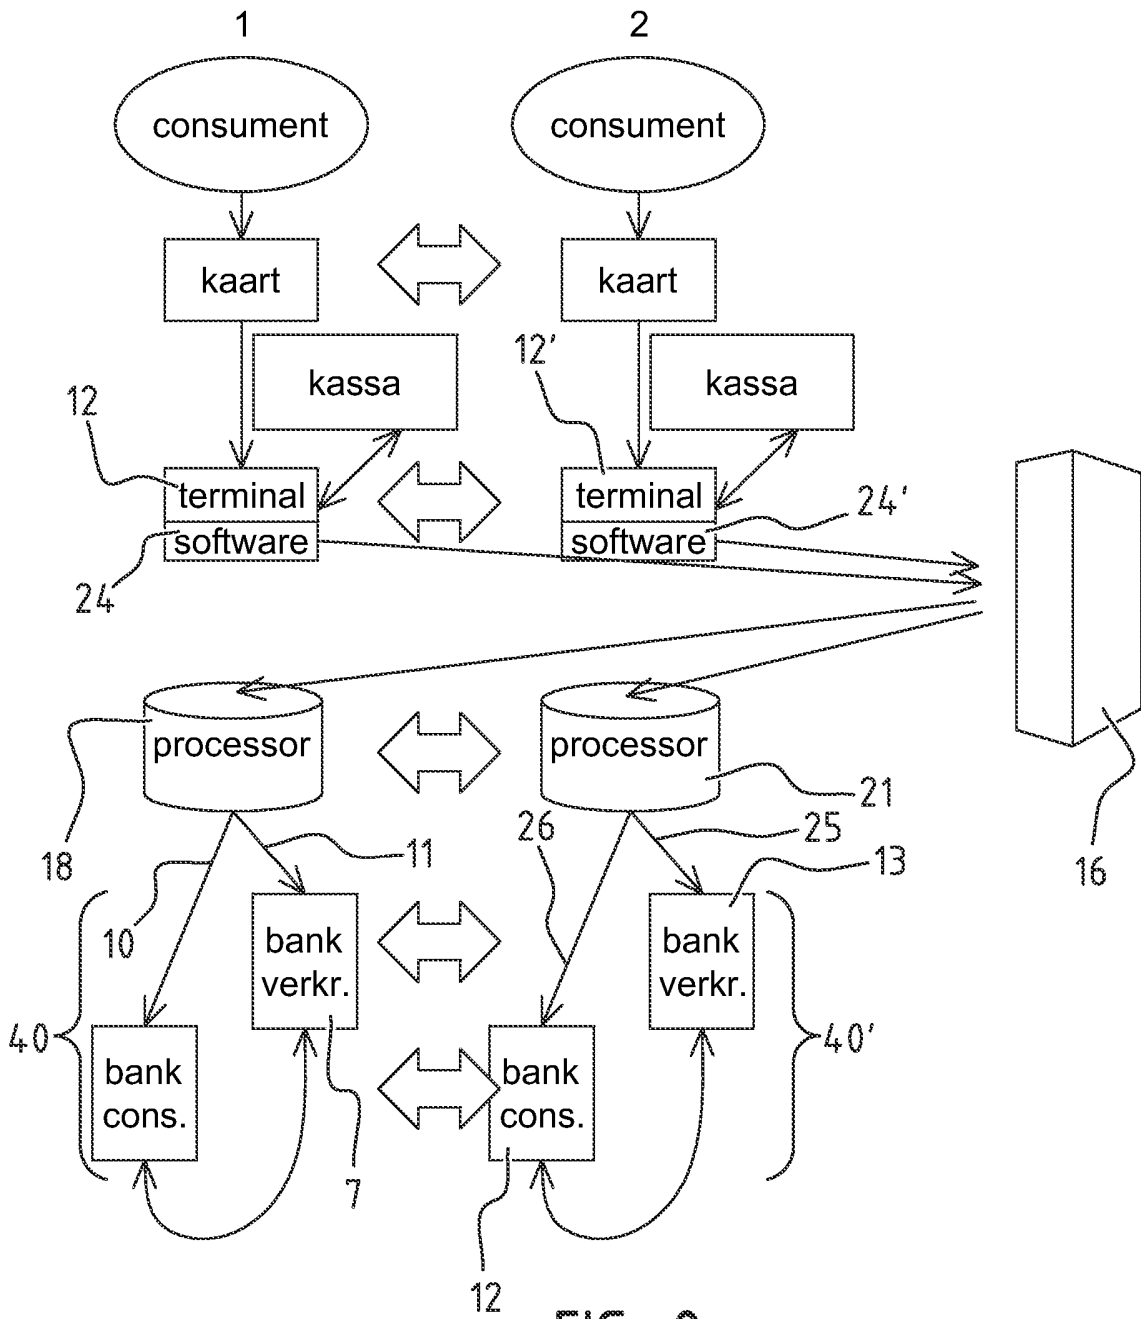 1 2
consument consument
kaart kaart
12'
kassa kassa
12
terminal terminal
24'
software software
24
processor processor
18 21
26 25
11 13
16
10
bank bank
verkr. verkr.
40 40'
bank bank
cons. cons.
7
12